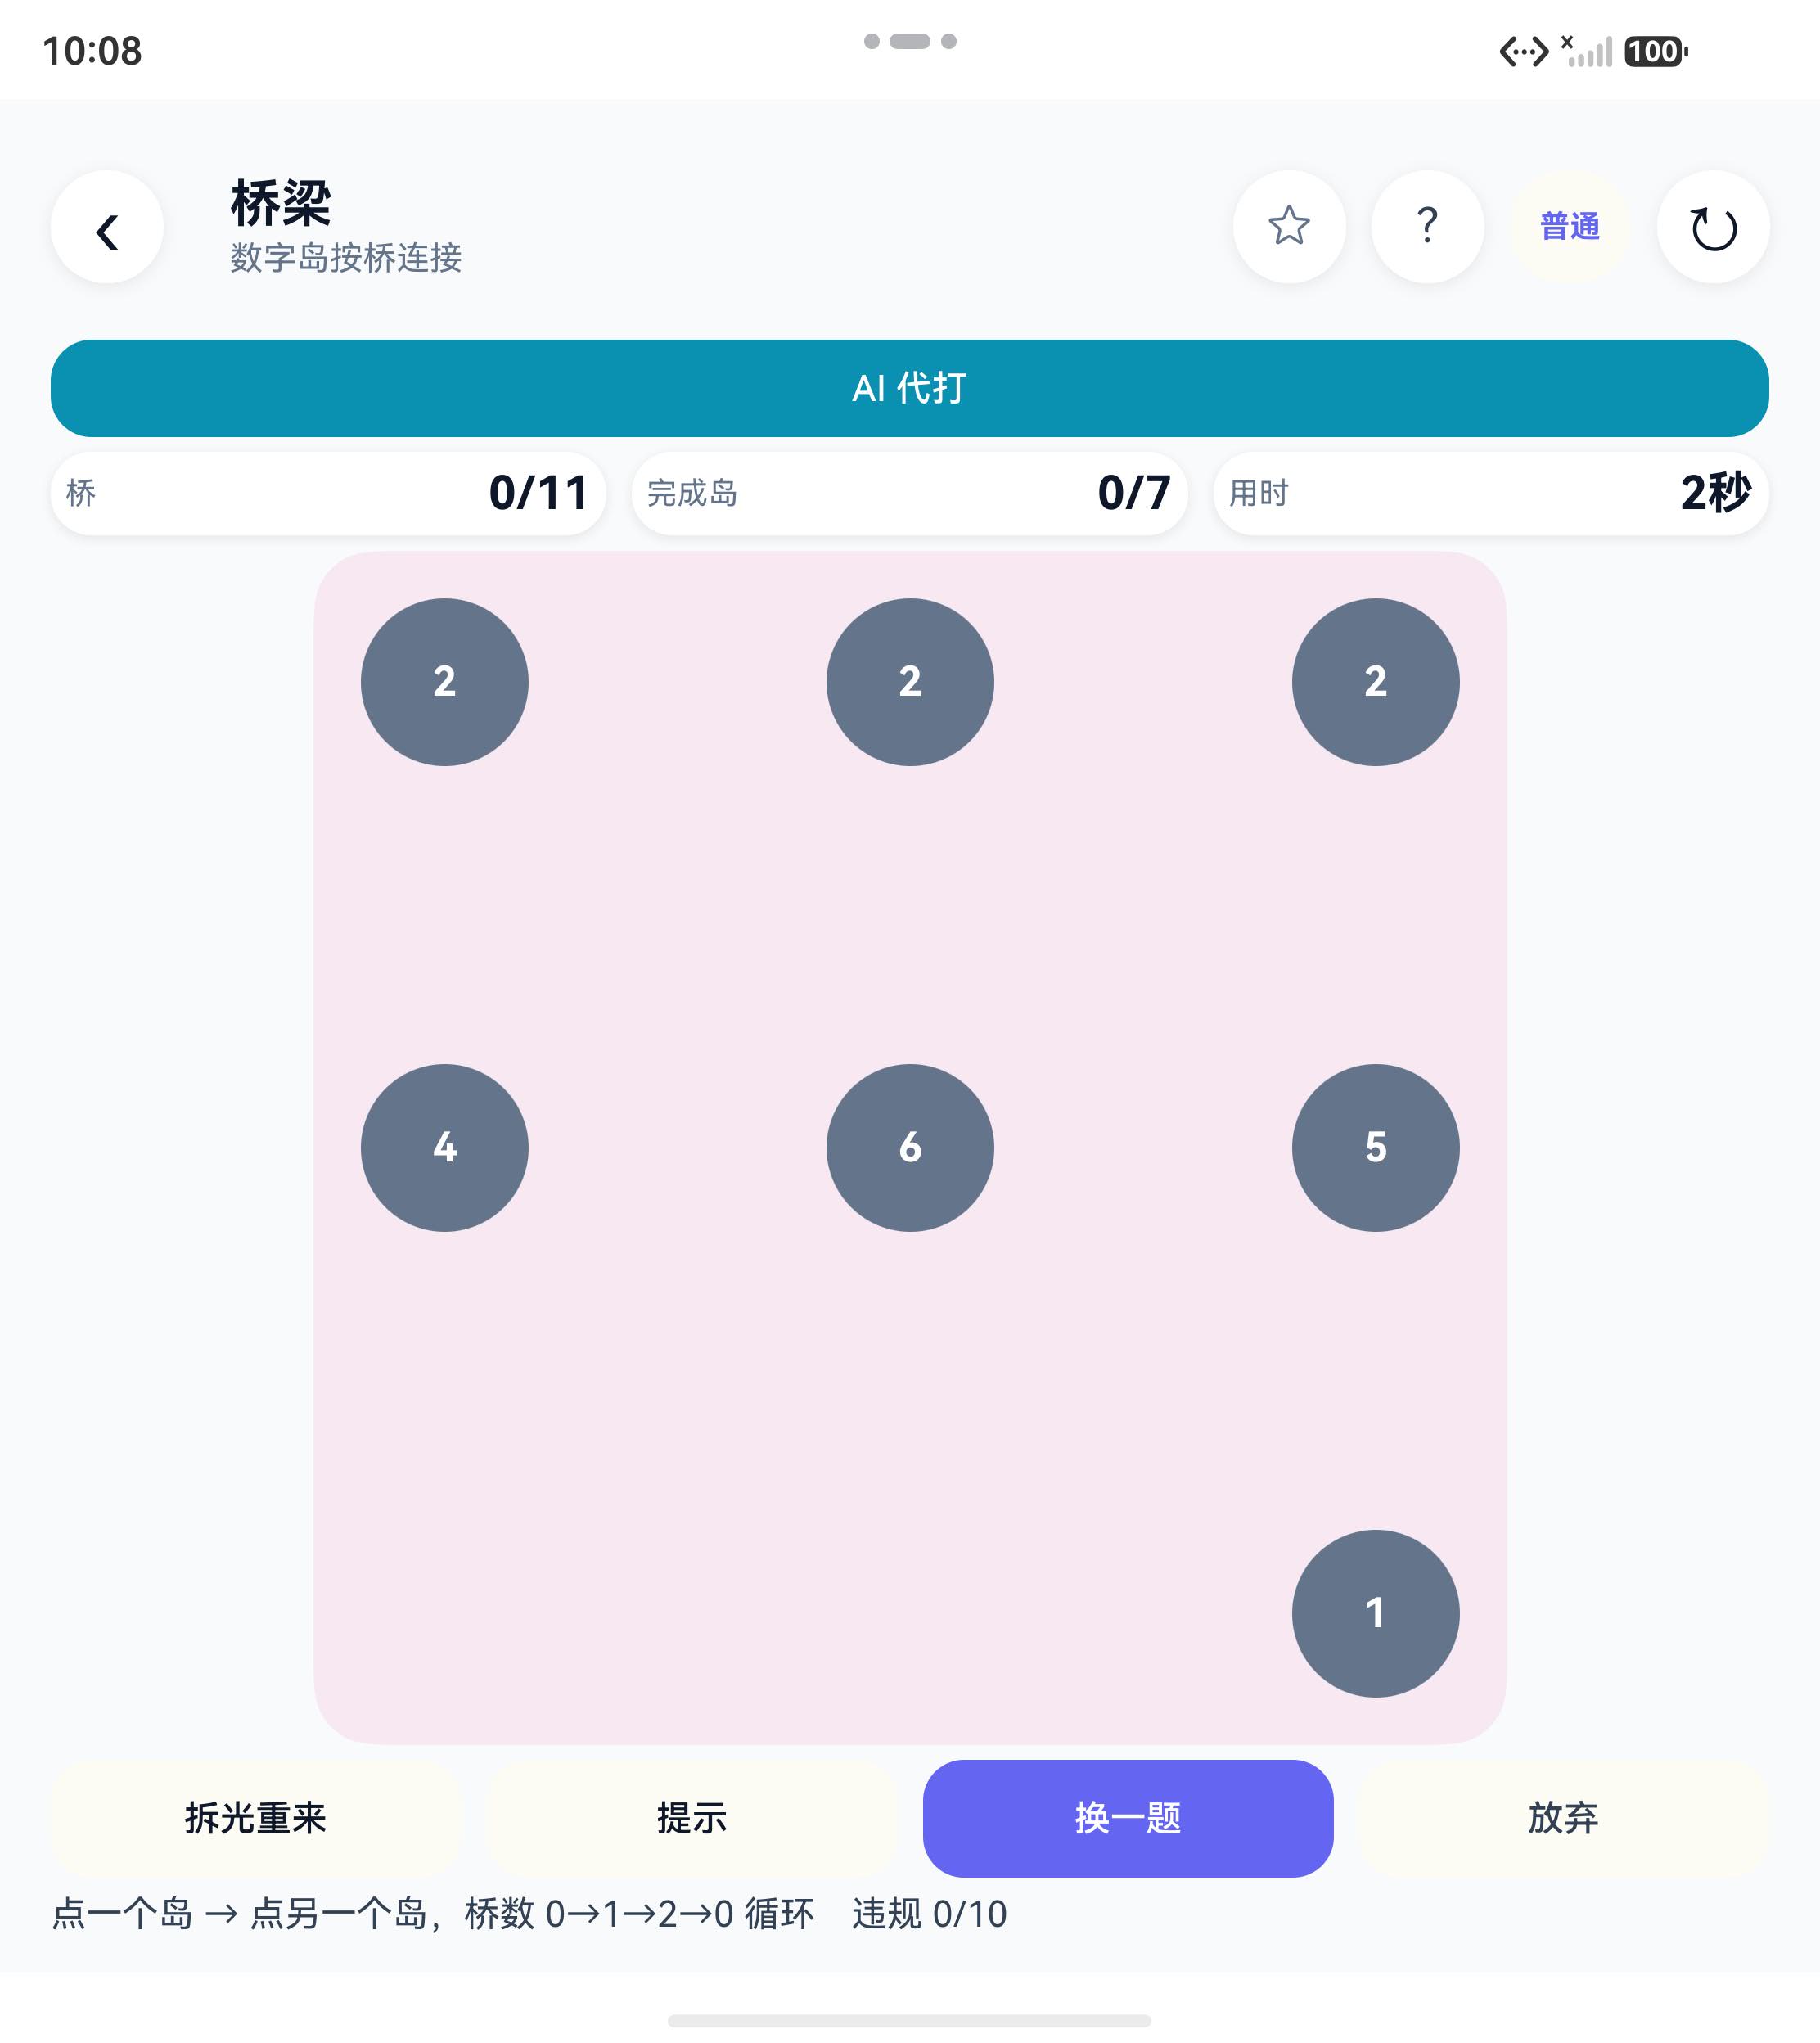 10:08
100
桥梁
数字岛按桥连接
?
普通
AI 代打
桥 0/11 完成岛 0/7 用时 2秒
2 2 2
4 6 5
1
拆光重来 提示 换一题 放弃
点一个岛 → 点另一个岛，桥数 0→1→2→0 循环 违规 0/10